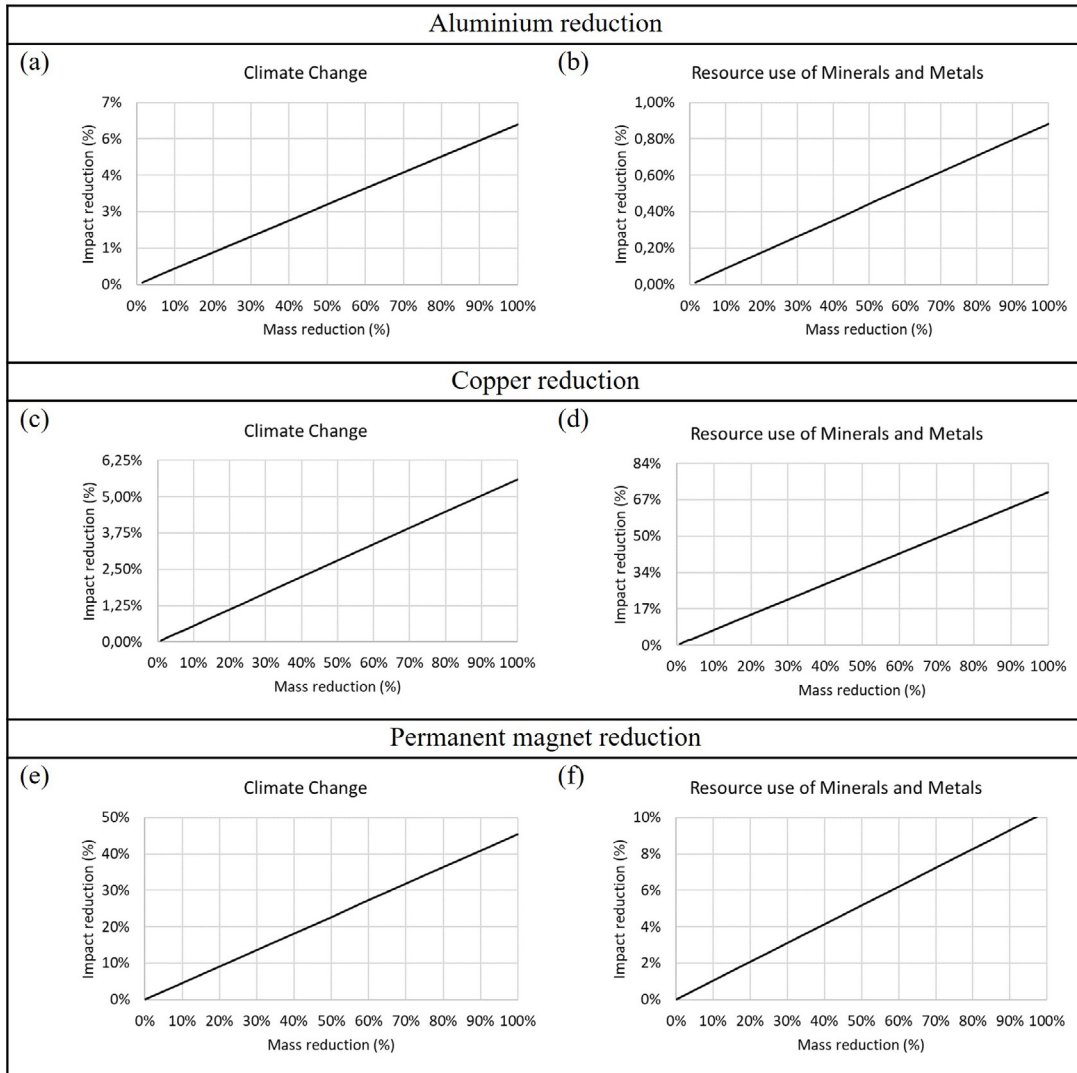 Aluminium reduction
(a)
Climate Change
7%
6%
4%
3%
1%
0%
Impact reduction (%)
0% 10% 20% 30% 40% 50% 60% 70% 80% 90% 100%
Mass reduction (%)
(b)
Resource use of Minerals and Metals
1,00%
0,80%
0,60%
0,40%
0,20%
0,00%
Impact reduction (%)
0% 10% 20% 30% 40% 50% 60% 70% 80% 90% 100%
Mass reduction (%)
Copper reduction
(c)
Climate Change
6,25%
5,00%
3,75%
2,50%
1,25%
0,00%
Impact reduction (%)
0% 10% 20% 30% 40% 50% 60% 70% 80% 90% 100%
Mass reduction (%)
(d)
Resource use of Minerals and Metals
84%
67%
50%
34%
17%
0%
Impact reduction (%)
0% 10% 20% 30% 40% 50% 60% 70% 80% 90% 100%
Mass reduction (%)
Permanent magnet reduction
(e)
Climate Change
50%
40%
30%
20%
10%
0%
Impact reduction (%)
0% 10% 20% 30% 40% 50% 60% 70% 80% 90% 100%
Mass reduction (%)
(f)
Resource use of Minerals and Metals
10%
8%
6%
4%
2%
0%
Impact reduction (%)
0% 10% 20% 30% 40% 50% 60% 70% 80% 90% 100%
Mass reduction (%)